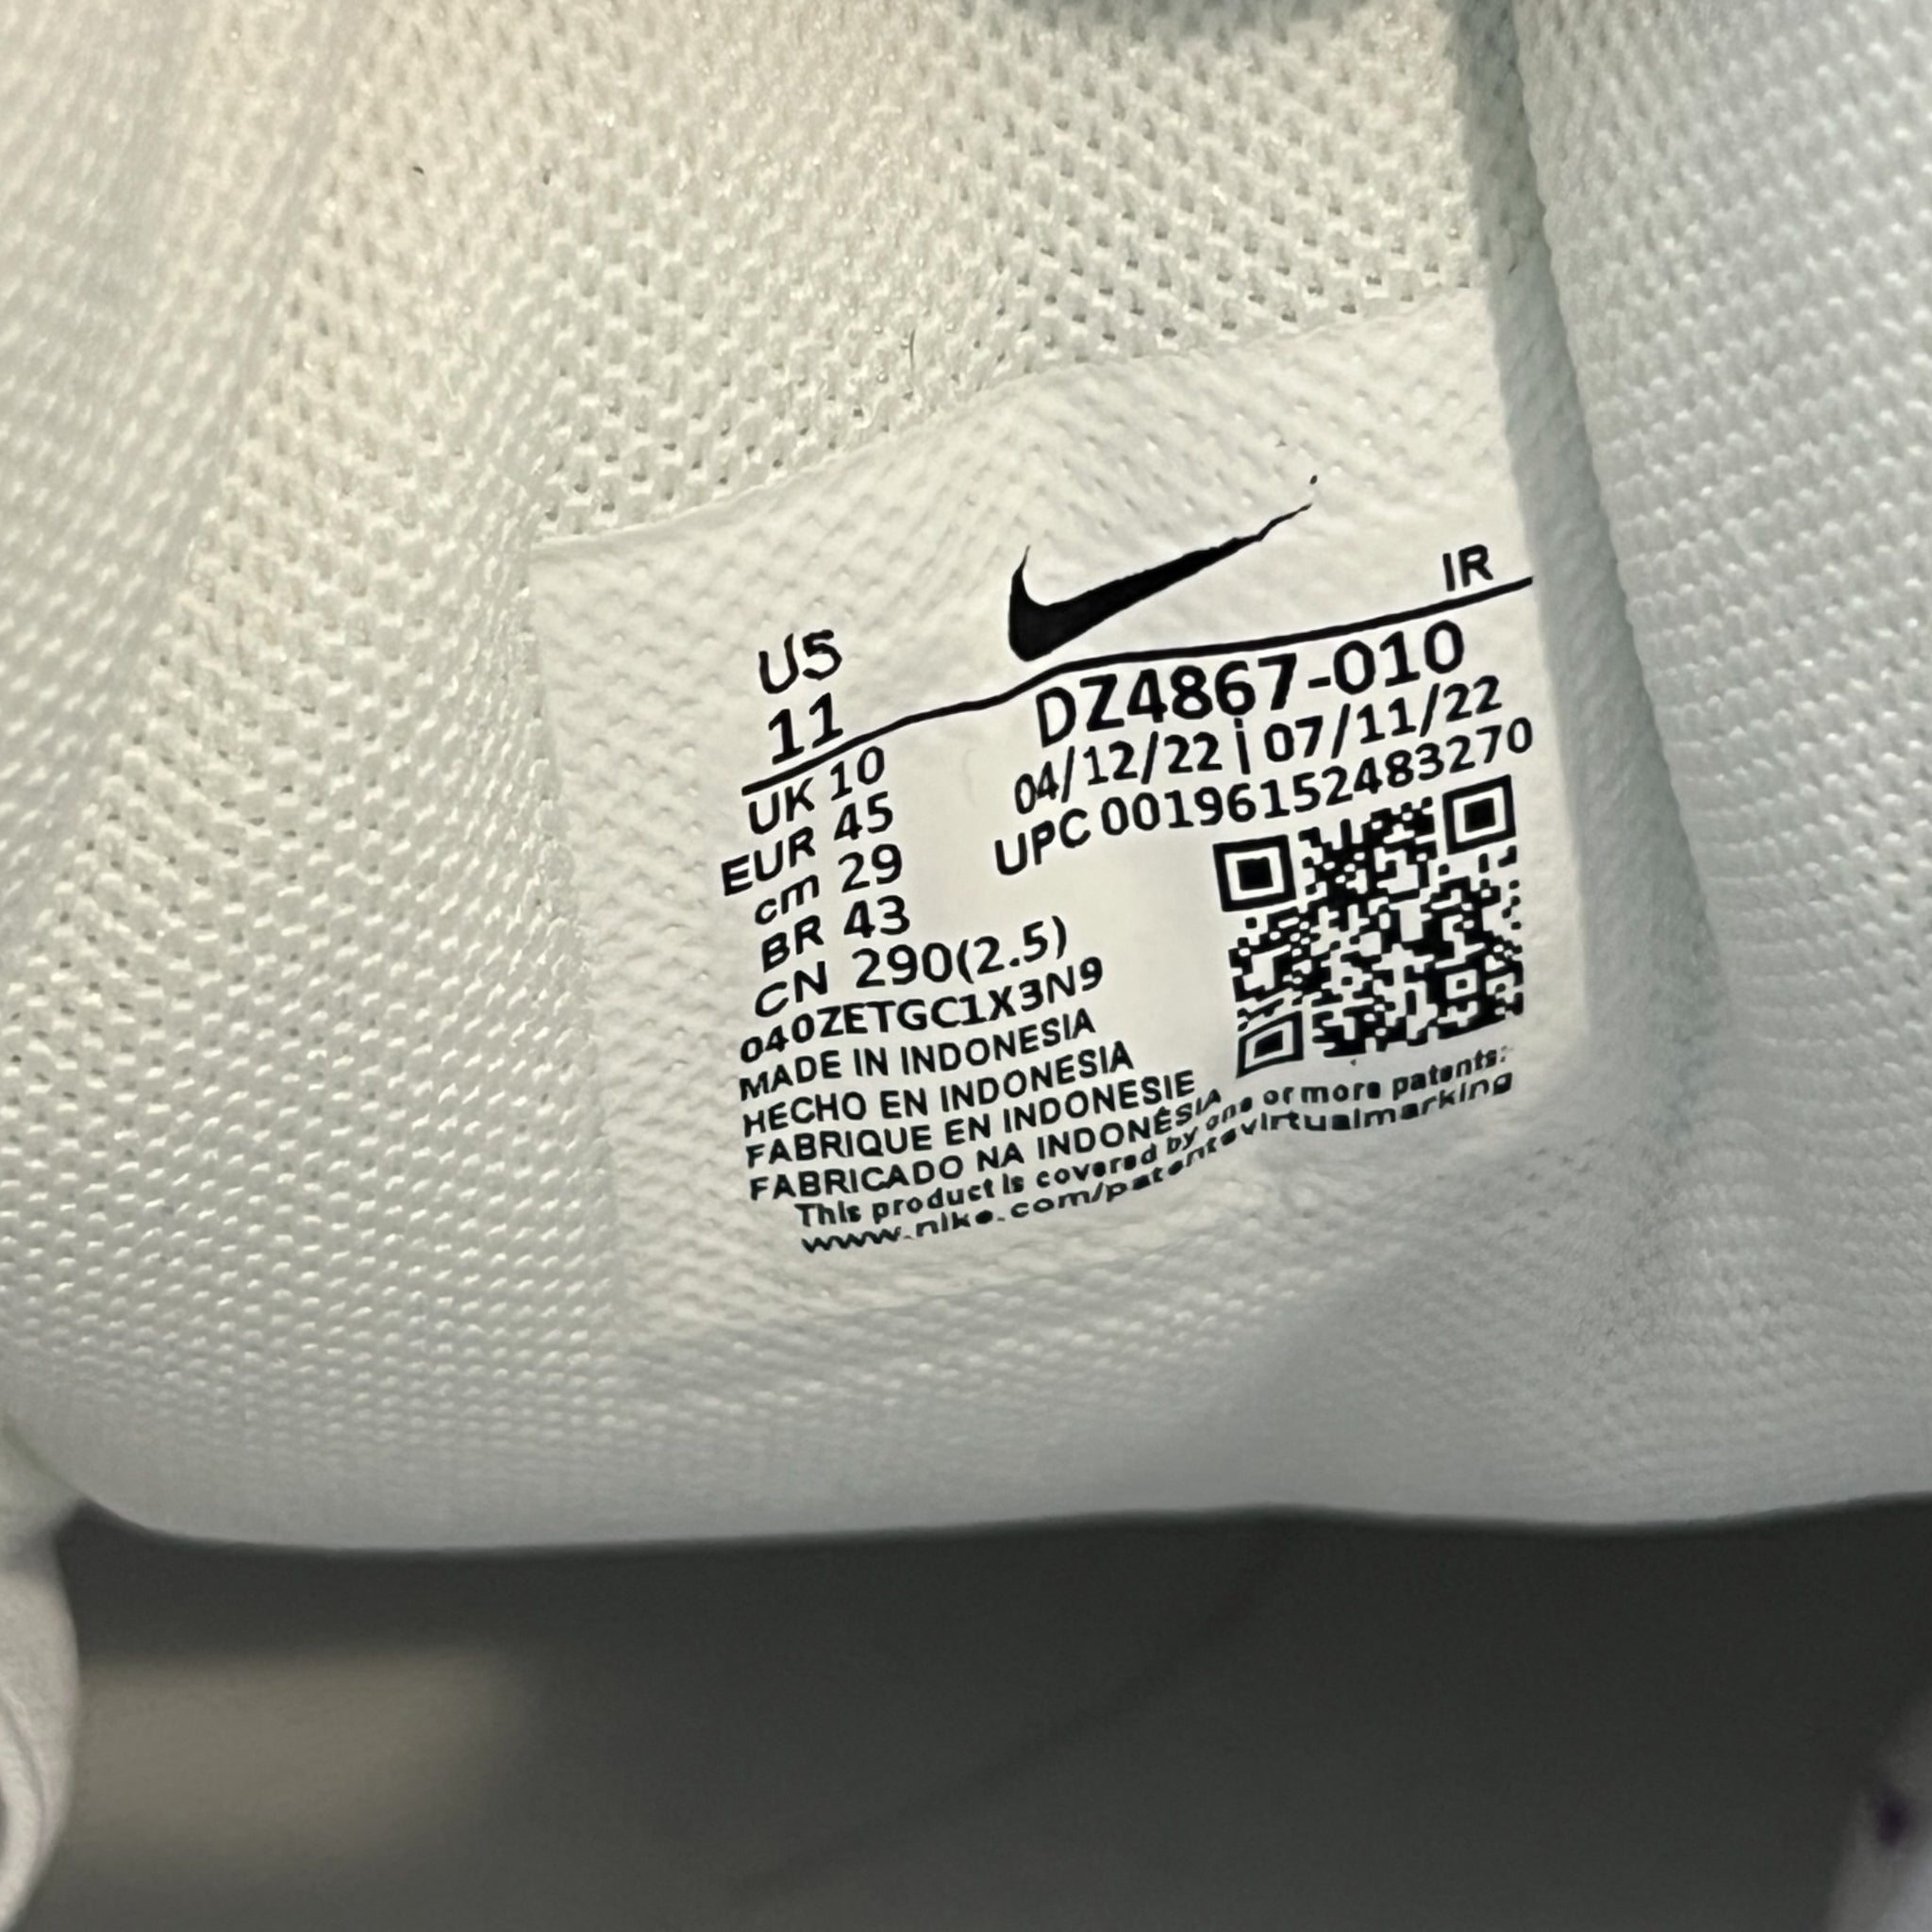 US
11
IR
UK 10
EUR 45
cm 29
BR 43
CN 290(2.5)
DZ4867-010
04/12/22 | 07/11/22
UPC 00196152483270
040ZETGC1X3N9
MADE IN INDONESIA
HECHO EN INDONESIA
FABRIQUE EN INDONESIE
FABRICADO NA INDONÉSIA
This product is covered by one or more patents:
www.nike.com/patentsvirtualmarking